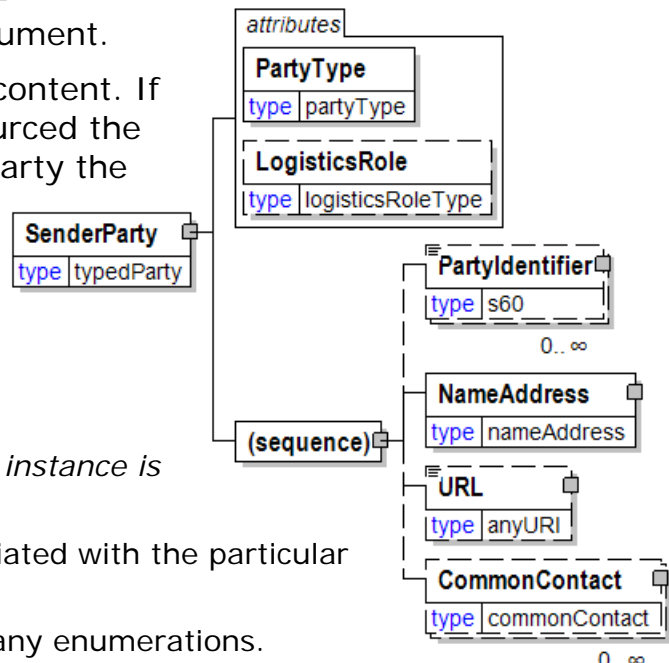 ument.
content. If
urced the
arty the
instance is
iated with the particular
any enumerations.
attributes
PartyType
type partyType
LogisticsRole
type logisticsRoleType
SenderParty
type typedParty
PartyIdentifier
type s60
0.. ∞
(sequence)
NameAddress
type nameAddress
URL
type anyURI
CommonContact
type commonContact
0.. ∞